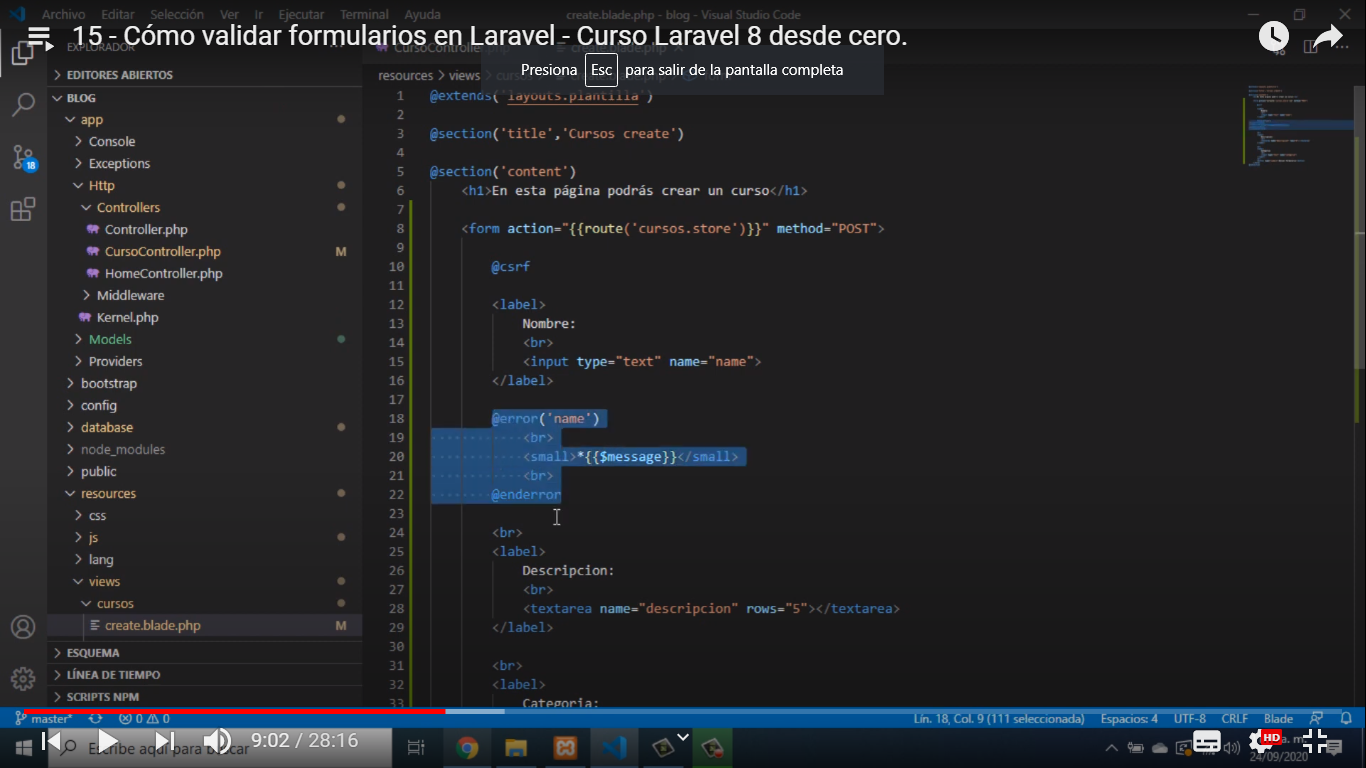 Archivo Editar Selección Ver Ir Ejecutar Terminal Ayuda create.blade.php - blog - Visual Studio Code
15 - Cómo validar formularios en Laravel - Curso Laravel 8 desde cero.
Presiona Esc para salir de la pantalla completa
EXPLORADOR
EDITORES ABIERTOS
BLOG
app
Console
Exceptions
Http
Controllers
Controller.php
CursoController.php M
HomeController.php
Middleware
Kernel.php
Models
Providers
bootstrap
config
database
node_modules
public
resources
css
js
lang
views
cursos
create.blade.php M
ESQUEMA
LÍNEA DE TIEMPO
SCRIPTS NPM
18
resources > views > cursos
1 @extends('layouts.plantilla')
2
3 @section('title','Cursos create')
4
5 @section('content')
6 <h1>En esta página podrás crear un curso</h1>
7
8 <form action="{{route('cursos.store')}}" method="POST">
9
10 @csrf
11
12 <label>
13 Nombre:
14 <br>
15 <input type="text" name="name">
16 </label>
17
18 @error('name')
19 <br>
20 <small>*{{$message}}</small>
21 <br>
22 @enderror
23
24 <br>
25 <label>
26 Descripcion:
27 <br>
28 <textarea name="descripcion" rows="5"></textarea>
29 </label>
30
31 <br>
32 <label>
33 Categoria:
master* 0 0 Lín. 18, Col. 9 (111 seleccionada) Espacios: 4 UTF-8 CRLF Blade
Escribe aquí para buscar
9:02 / 28:16
HD
24/09/2020